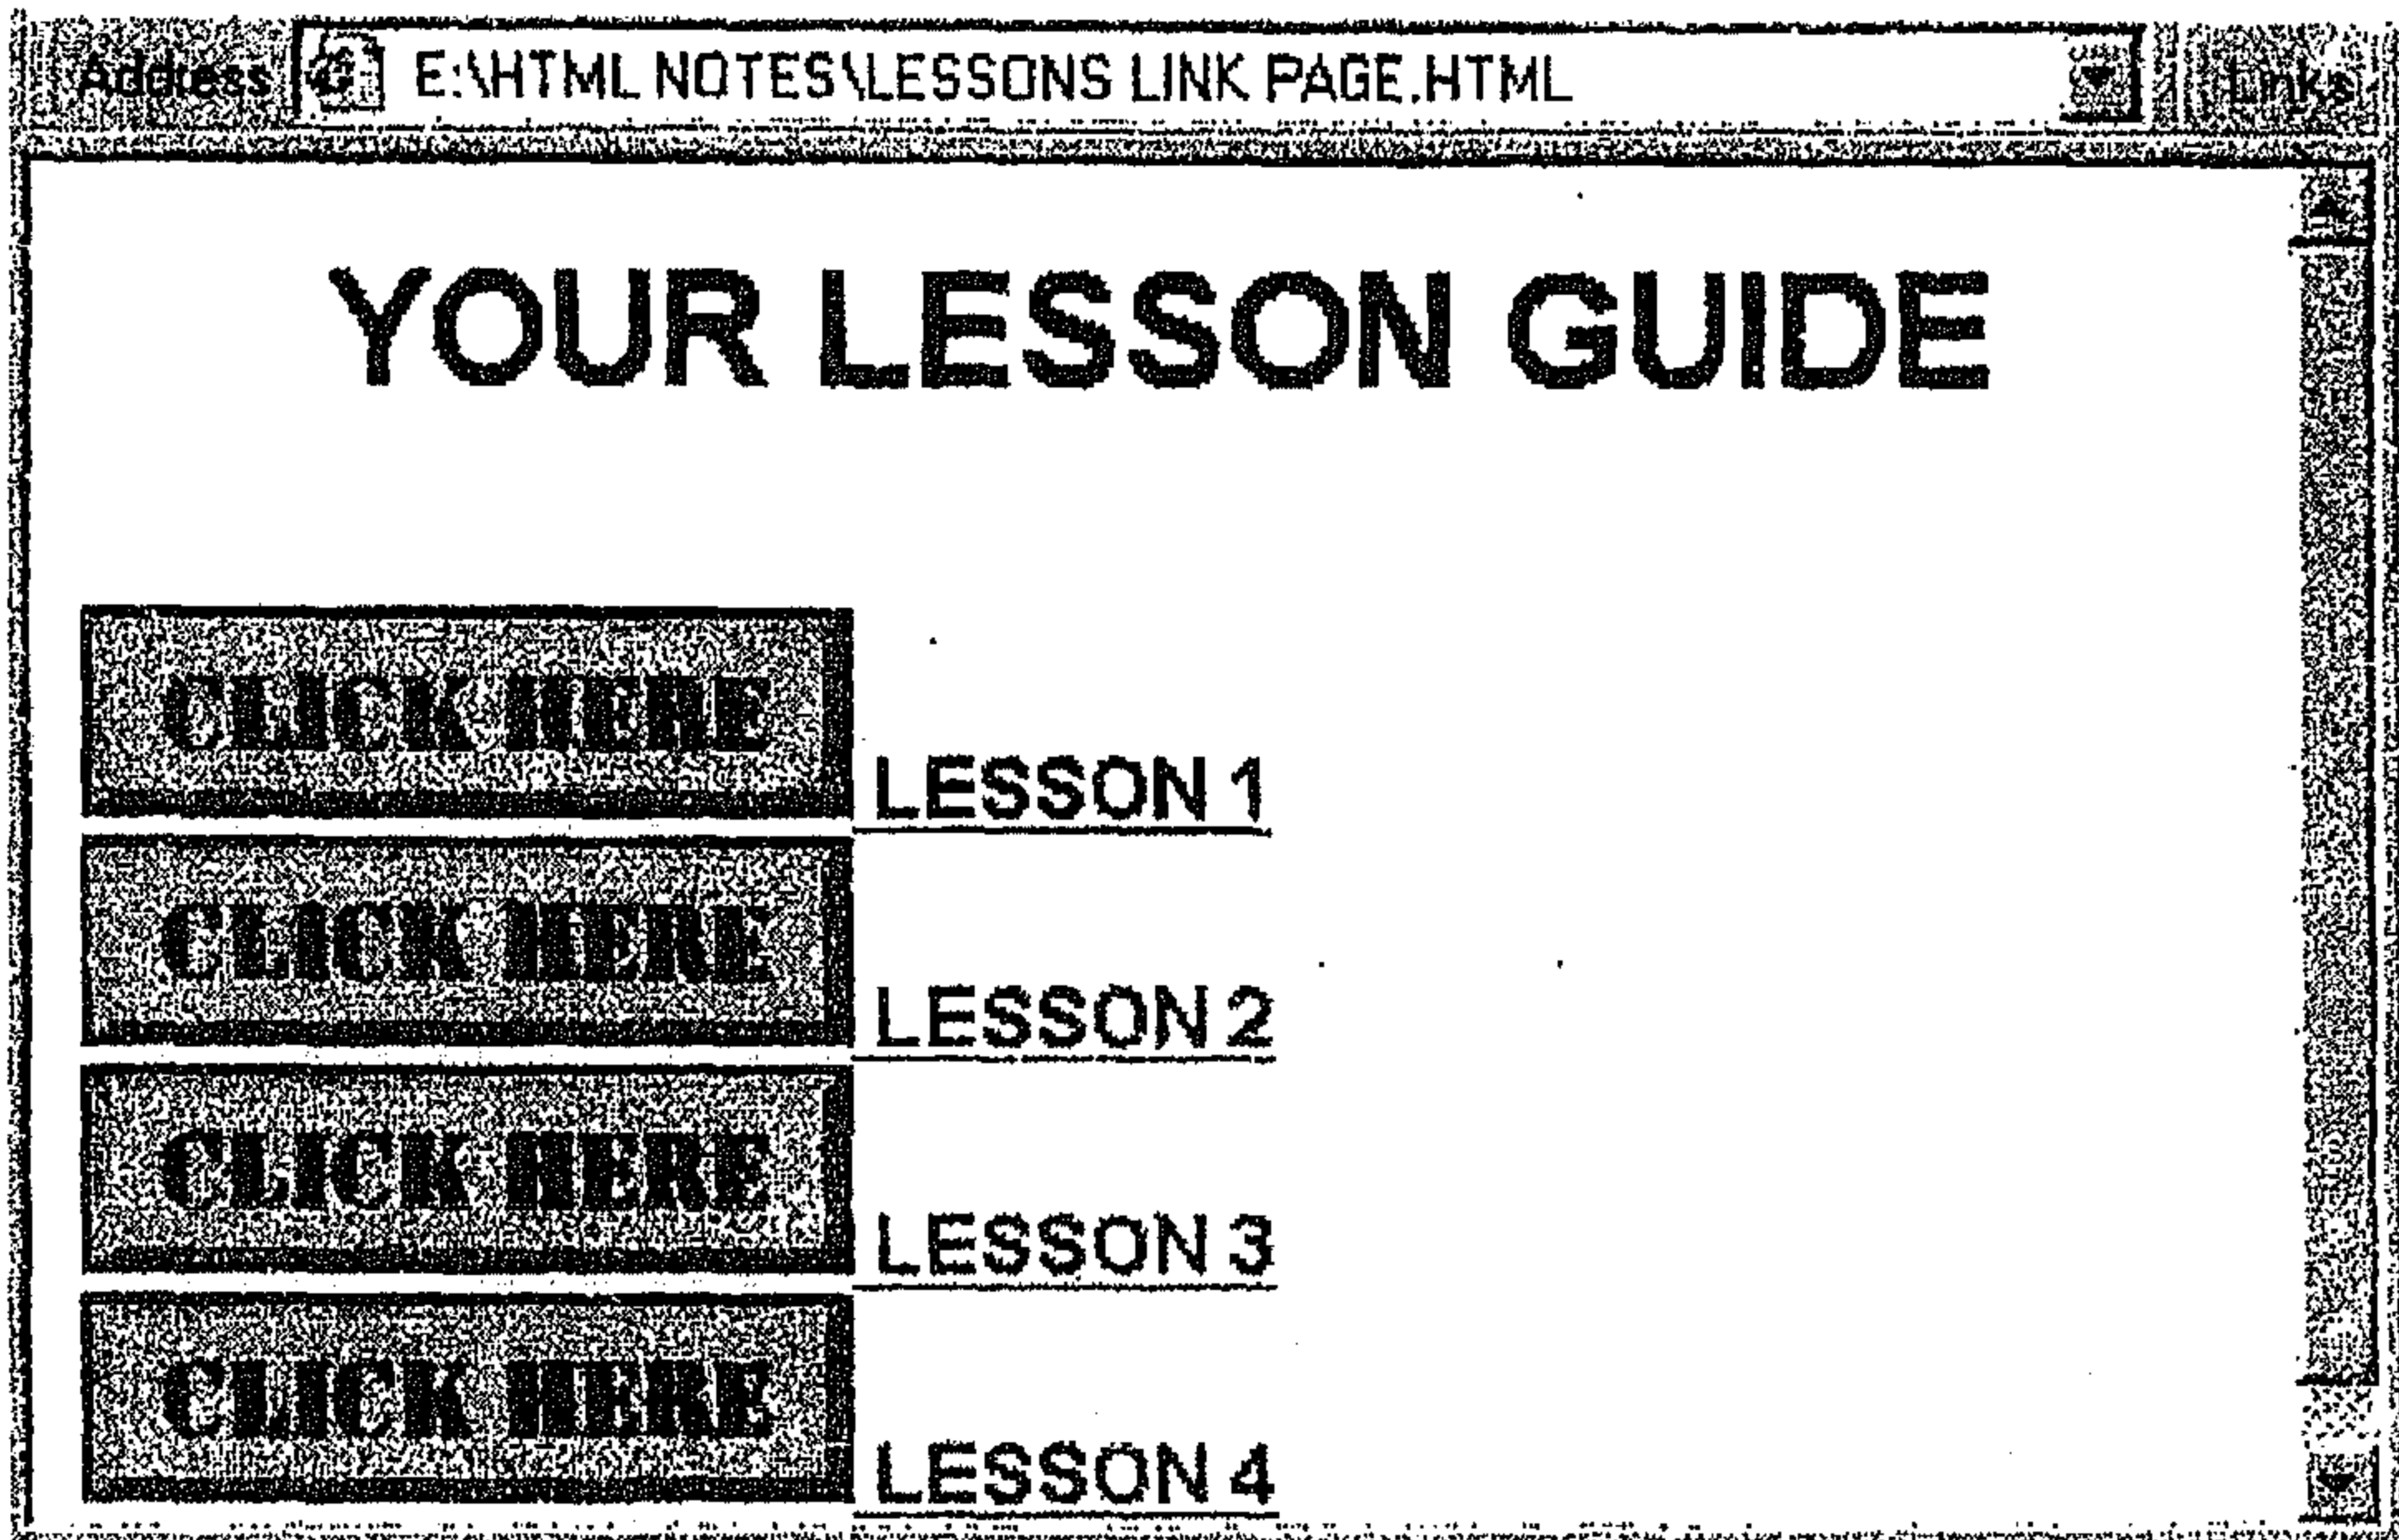 Address E:\HTML NOTES\LESSONS LINK PAGE.HTML Links
YOUR LESSON GUIDE
CLICK HERE LESSON 1
CLICK HERE LESSON 2
CLICK HERE LESSON 3
CLICK HERE LESSON 4